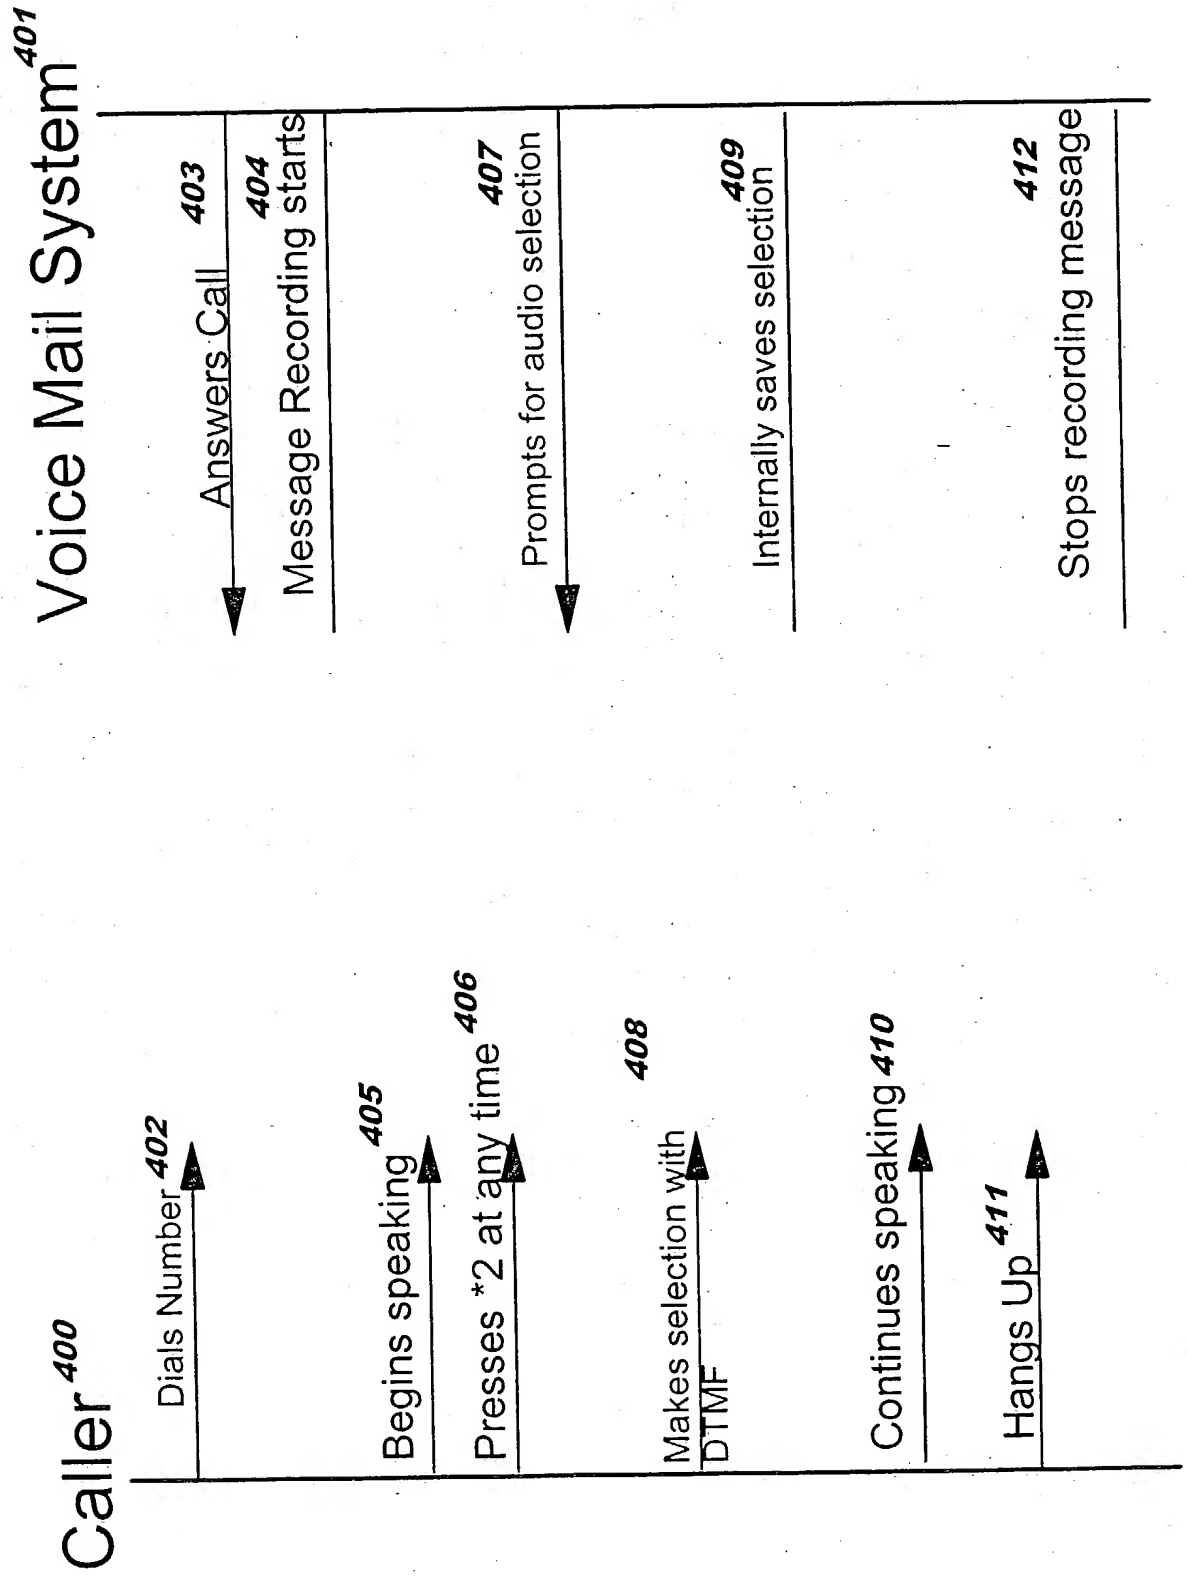 Caller 400
Voice Mail System 401
Dials Number 402
403
Answers Call
404
Message Recording starts
405
Begins speaking
Presses *2 at any time 406
407
Prompts for audio selection
408
Makes selection with
DTMF
409
Internally saves selection
Continues speaking 410
Hangs Up 411
412
Stops recording message